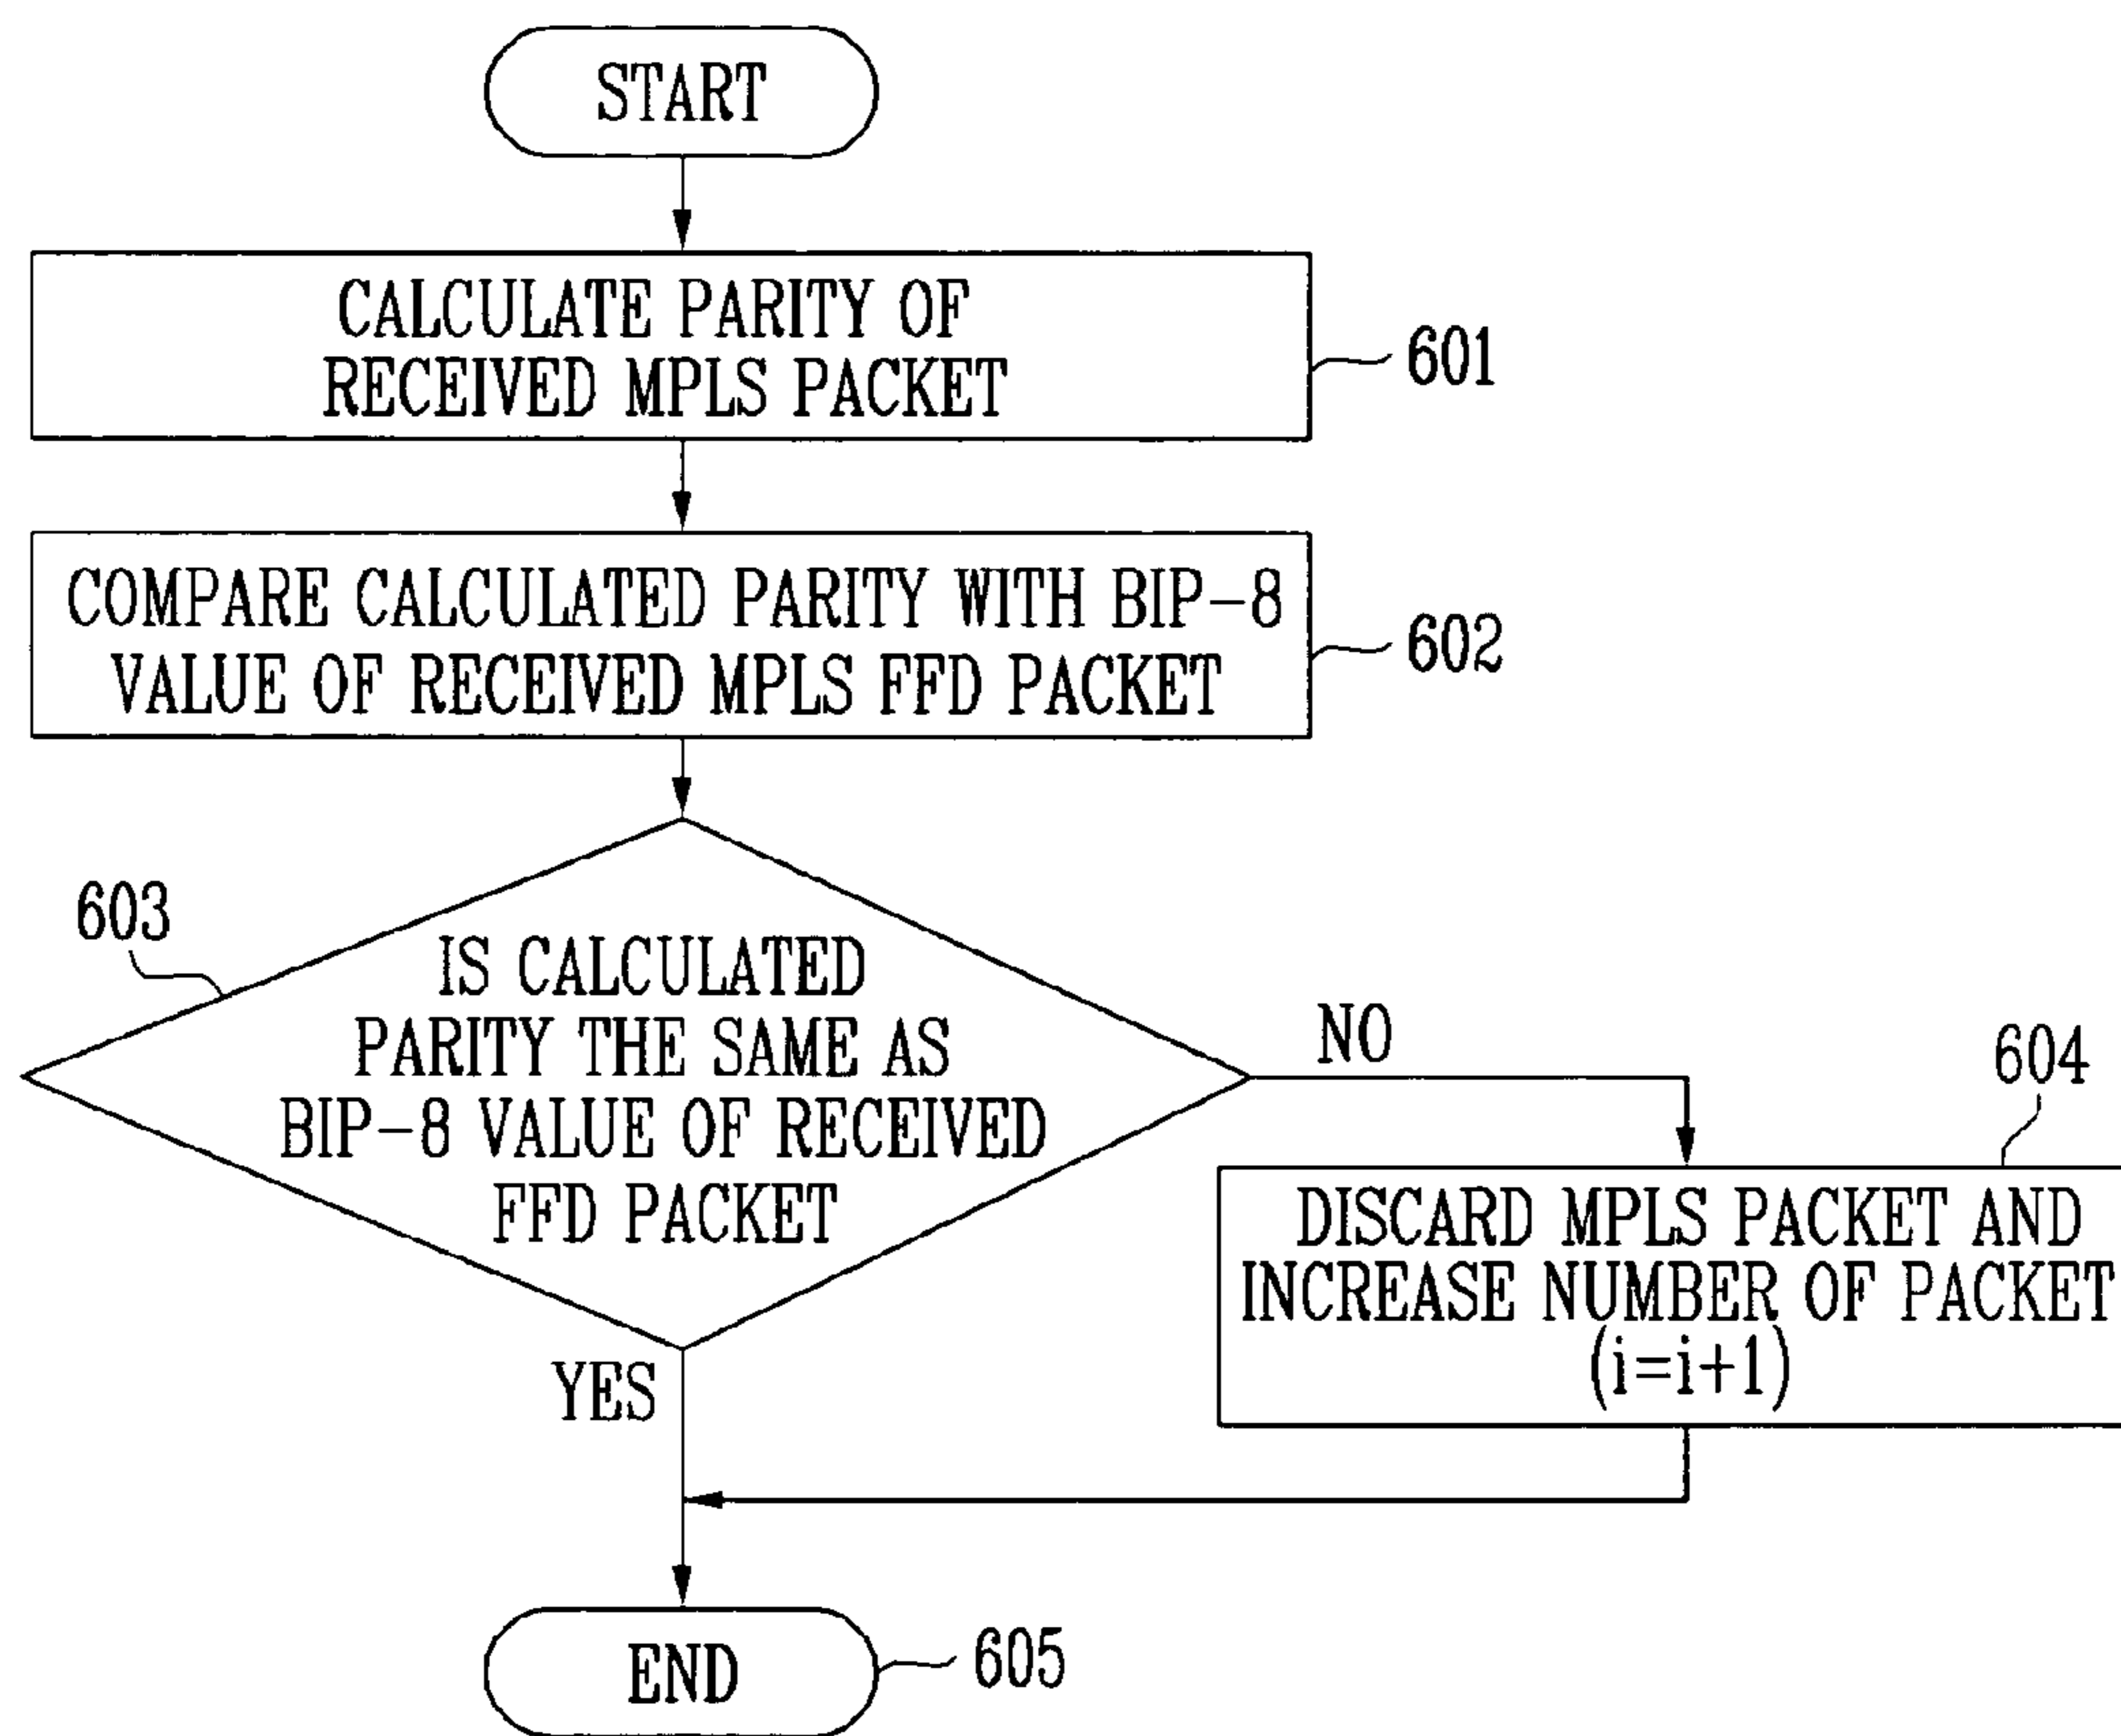 START
CALCULATE PARITY OF
RECEIVED MPLS PACKET
601
COMPARE CALCULATED PARITY WITH BIP-8
VALUE OF RECEIVED MPLS FFD PACKET
602
603
IS CALCULATED
PARITY THE SAME AS
BIP-8 VALUE OF RECEIVED
FFD PACKET
NO
604
DISCARD MPLS PACKET AND
INCREASE NUMBER OF PACKET
(i=i+1)
YES
END
605